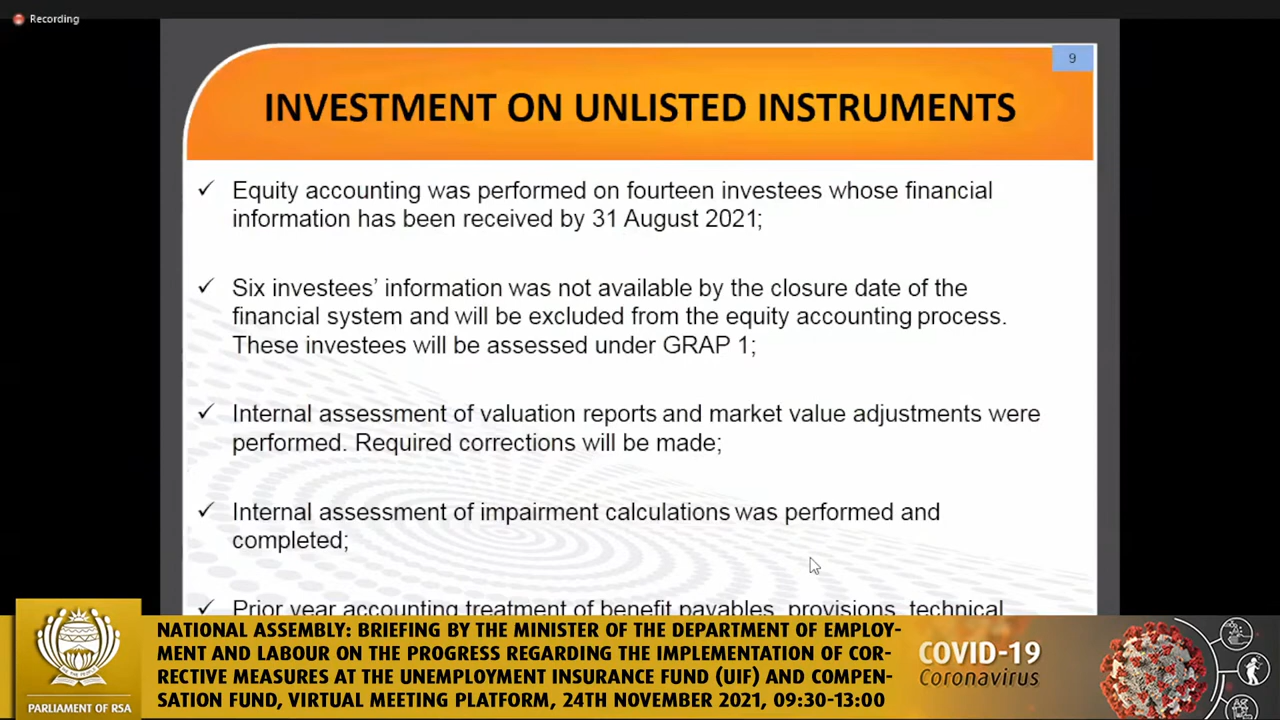 Recording
9
INVESTMENT ON UNLISTED INSTRUMENTS
✓ Equity accounting was performed on fourteen investees whose financial
information has been received by 31 August 2021;
✓ Six investees’ information was not available by the closure date of the
financial system and will be excluded from the equity accounting process.
These investees will be assessed under GRAP 1;
✓ Internal assessment of valuation reports and market value adjustments were
performed. Required corrections will be made;
✓ Internal assessment of impairment calculations was performed and
completed;
✓ Prior year accounting treatment of benefit payables, provisions, technical
NATIONAL ASSEMBLY: BRIEFING BY THE MINISTER OF THE DEPARTMENT OF EMPLOY-
MENT AND LABOUR ON THE PROGRESS REGARDING THE IMPLEMENTATION OF COR-
RECTIVE MEASURES AT THE UNEMPLOYMENT INSURANCE FUND (UIF) AND COMPEN-
SATION FUND, VIRTUAL MEETING PLATFORM, 24TH NOVEMBER 2021, 09:30-13:00
PARLIAMENT OF RSA
COVID-19
Coronavirus